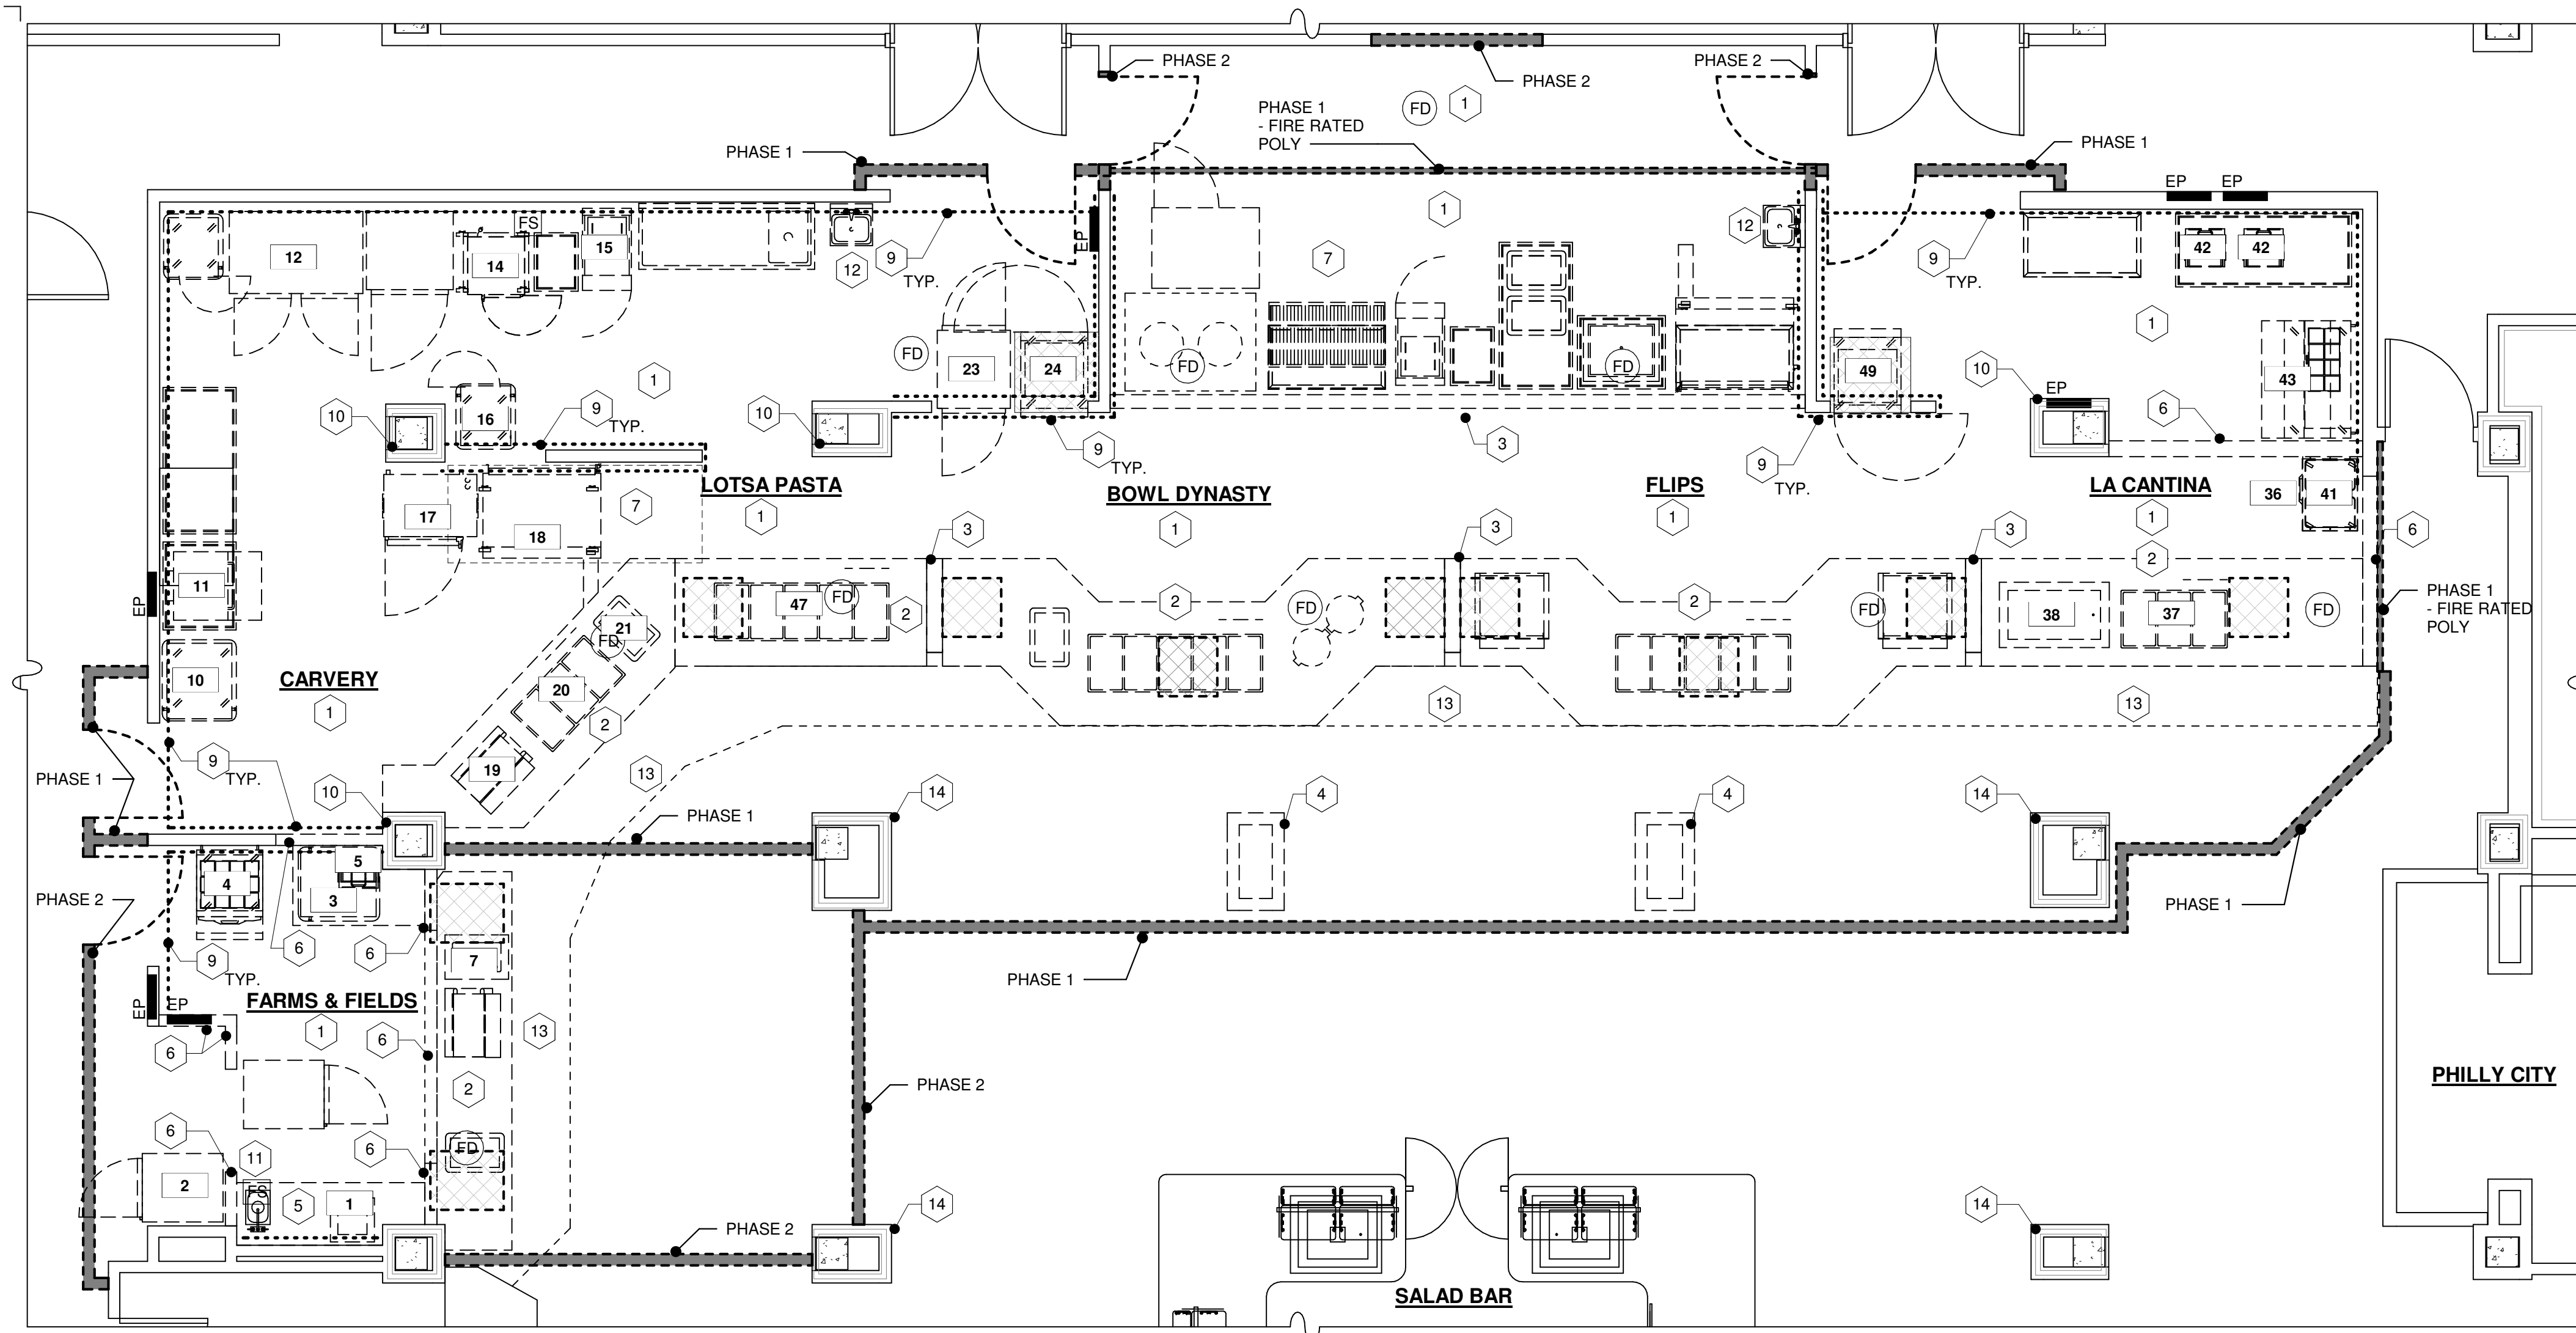 PHASE 2
PHASE 2
PHASE 2
PHASE 1
- FIRE RATED
POLY
FD
1
PHASE 1
PHASE 1
EP
EP
FS
12
14
15
12
9
TYP.
EP
1
7
12
9
TYP.
42
42
1
FD
23
24
FD
FD
49
10
EP
43
6
1
16
10
9
TYP.
10
9
TYP.
3
9
TYP.
LOTSA PASTA
1
BOWL DYNASTY
1
FLIPS
1
LA CANTINA
1
2
36
41
17
18
7
3
3
3
6
11
EP
PHASE 1
- FIRE RATED
POLY
21
FD
47
FD
2
2
FD
2
FD
38
37
FD
10
CARVERY
1
20
2
19
13
13
13
9
TYP.
PHASE 1
10
PHASE 1
14
4
4
14
5
4
3
PHASE 2
PHASE 1
6
6
9
TYP.
7
PHASE 1
EP
EP
FARMS & FIELDS
1
6
6
13
2
PHASE 2
PHILLY CITY
6
11
6
FD
2
FS
5
1
14
14
PHASE 2
SALAD BAR